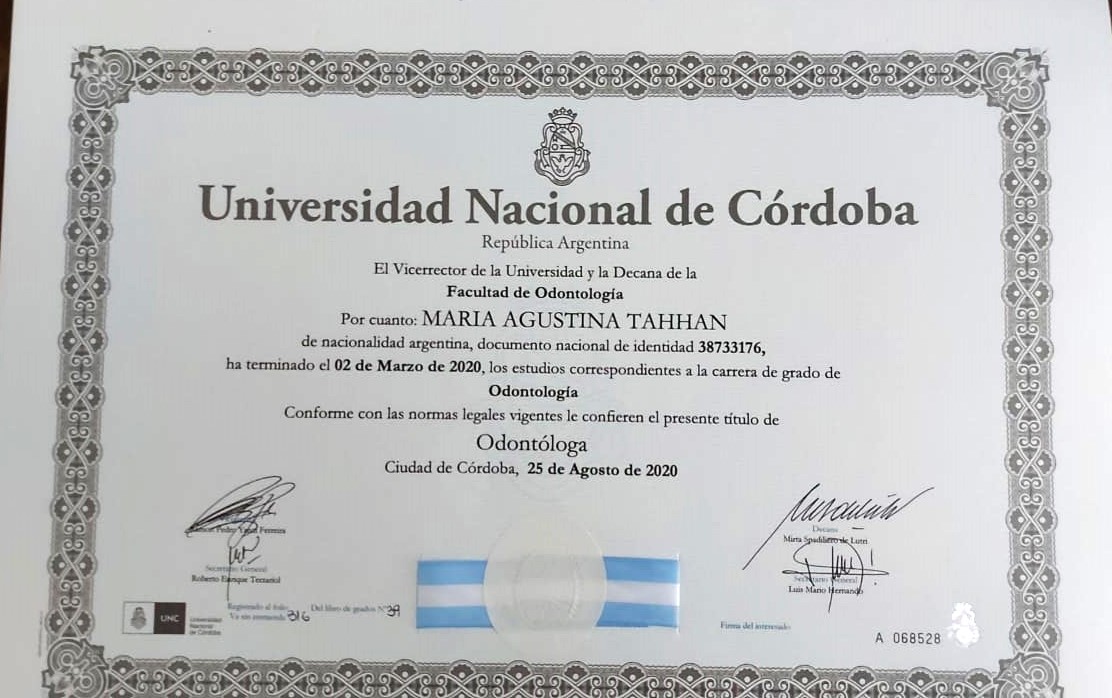 Universidad Nacional de Córdoba
República Argentina
El Vicerrector de la Universidad y la Decana de la
Facultad de Odontología
Por cuanto: MARIA AGUSTINA TAHHAN
de nacionalidad argentina, documento nacional de identidad 38733176,
ha terminado el 02 de Marzo de 2020, los estudios correspondientes a la carrera de grado de
Odontología
Conforme con las normas legales vigentes le confieren el presente título de
Odontóloga
Ciudad de Córdoba, 25 de Agosto de 2020
Pedro Ferreira
Secretario General
Roberto Enrique Terzariol
Decana
Mirta Spadiliero de Lutri
Secretario General
Luis Mario Hernando
UNC
Universidad
Nacional
de Córdoba
Registrado al folio 316 Del libro de grados N° 39
Va sin enmienda
Firma del interesado
A 068528